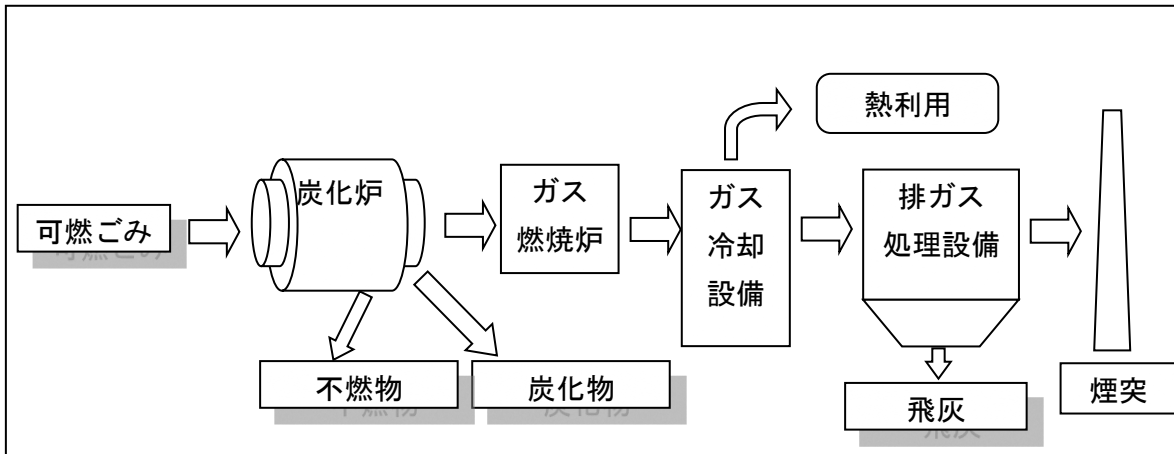 熱利用
炭化炉
ガス
燃焼炉
ガス
冷却
設備
排ガス
処理設備
可燃ごみ
不燃物
炭化物
飛灰
煙突